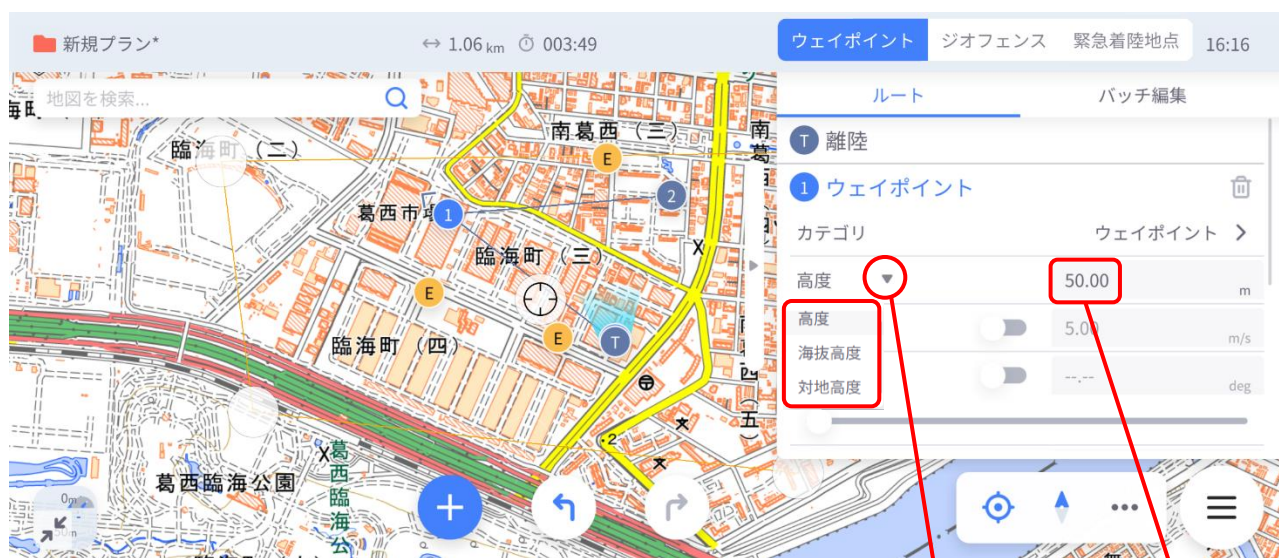 新規プラン*
1.06 km
003:49
ウェイポイント
ジオフェンス
緊急着陸地点
16:16
地図を検索...
ルート
バッチ編集
T 離陸
1 ウェイポイント
カテゴリ
ウェイポイント
高度
50.00
m
高度
海抜高度
対地高度
5.00
m/s
--.--
deg
臨海町(二)
南葛西(三)
南葛
E
2
葛西市
1
臨海町(三)
E
臨海町(四)
E
T
五
2
葛西臨海公園
葛西臨海公
0m